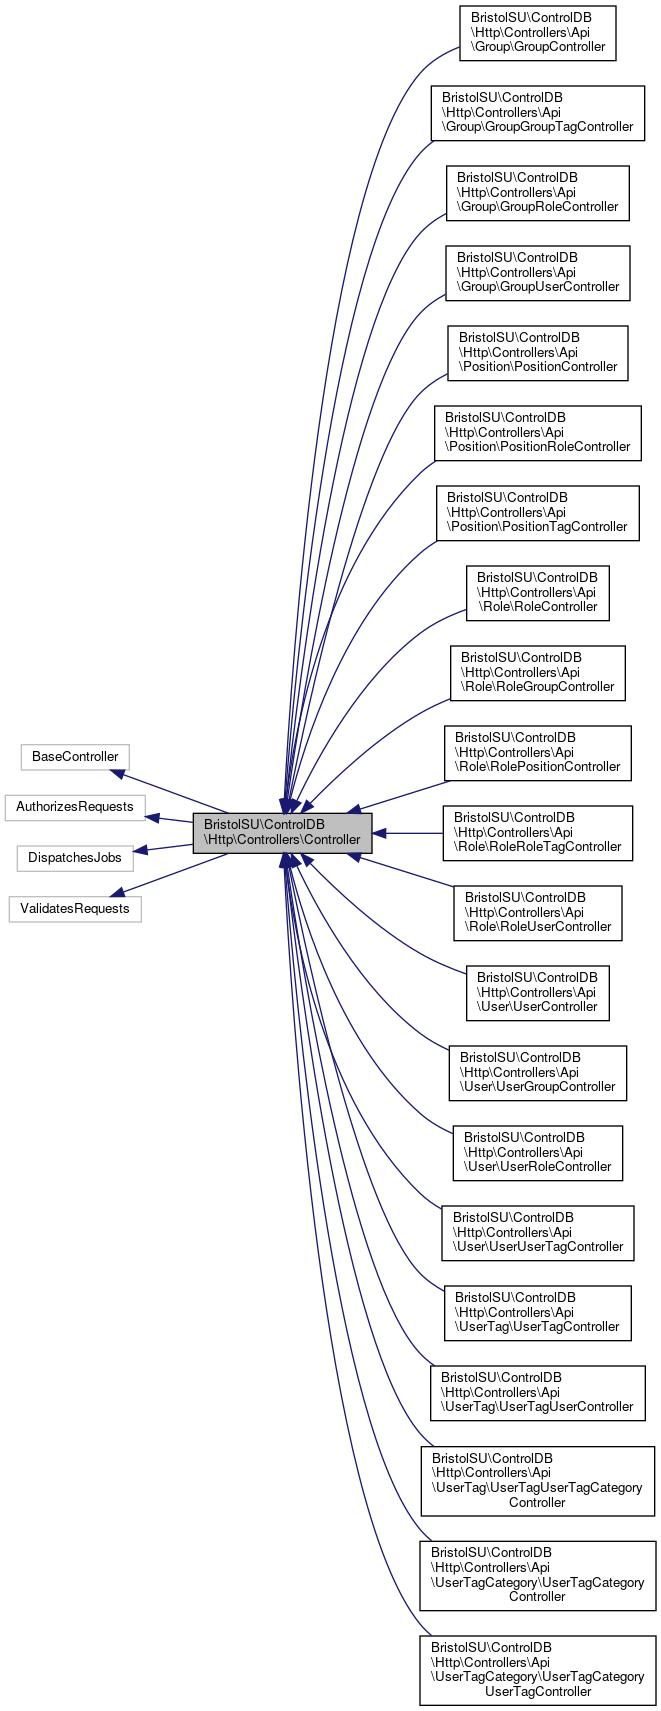 BaseController
AuthorizesRequests
DispatchesJobs
ValidatesRequests
BristolSU\ControlDB
\Http\Controllers\Controller
BristolSU\ControlDB
\Http\Controllers\Api
\Group\GroupController
BristolSU\ControlDB
\Http\Controllers\Api
\Group\GroupGroupTagController
BristolSU\ControlDB
\Http\Controllers\Api
\Group\GroupRoleController
BristolSU\ControlDB
\Http\Controllers\Api
\Group\GroupUserController
BristolSU\ControlDB
\Http\Controllers\Api
\Position\PositionController
BristolSU\ControlDB
\Http\Controllers\Api
\Position\PositionRoleController
BristolSU\ControlDB
\Http\Controllers\Api
\Position\PositionTagController
BristolSU\ControlDB
\Http\Controllers\Api
\Role\RoleController
BristolSU\ControlDB
\Http\Controllers\Api
\Role\RoleGroupController
BristolSU\ControlDB
\Http\Controllers\Api
\Role\RolePositionController
BristolSU\ControlDB
\Http\Controllers\Api
\Role\RoleRoleTagController
BristolSU\ControlDB
\Http\Controllers\Api
\Role\RoleUserController
BristolSU\ControlDB
\Http\Controllers\Api
\User\UserController
BristolSU\ControlDB
\Http\Controllers\Api
\User\UserGroupController
BristolSU\ControlDB
\Http\Controllers\Api
\User\UserRoleController
BristolSU\ControlDB
\Http\Controllers\Api
\User\UserUserTagController
BristolSU\ControlDB
\Http\Controllers\Api
\UserTag\UserTagController
BristolSU\ControlDB
\Http\Controllers\Api
\UserTag\UserTagUserController
BristolSU\ControlDB
\Http\Controllers\Api
\UserTag\UserTagUserTagCategory
Controller
BristolSU\ControlDB
\Http\Controllers\Api
\UserTagCategory\UserTagCategory
Controller
BristolSU\ControlDB
\Http\Controllers\Api
\UserTagCategory\UserTagCategory
UserTagController